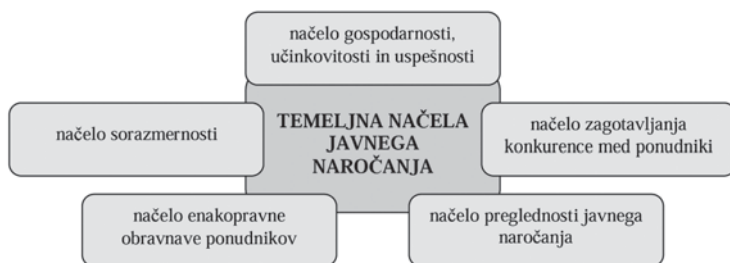 načelo gospodarnosti,
učinkovitosti in uspešnosti
načelo sorazmernosti
TEMELJNA NAČELA
JAVNEGA
NAROČANJA
načelo zagotavljanja
konkurence med ponudniki
načelo enakopravne
obravnave ponudnikov
načelo preglednosti javnega
naročanja